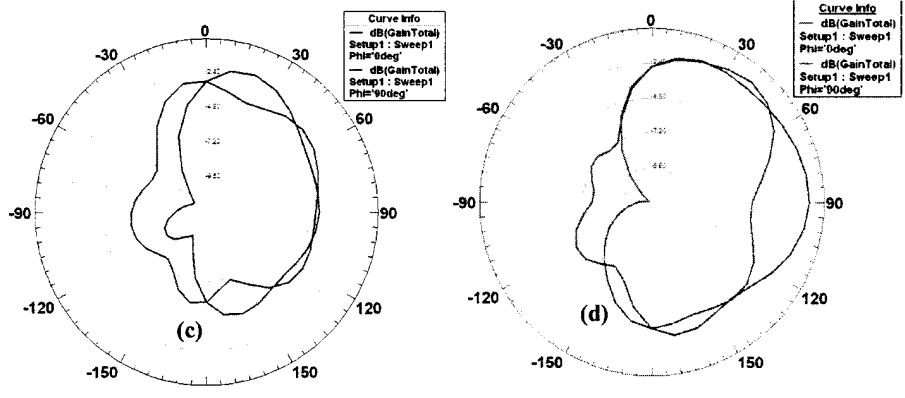 Curve Info
dB(GainTotal)
Setup1 : Sweep1
Phi='0deg'
dB(GainTotal)
Setup1 : Sweep1
Phi='90deg'
0
30
60
90
120
150
-150
-120
-90
-60
-30
(c)
Curve Info
dB(GainTotal)
Setup1 : Sweep1
Phi='0deg'
dB(GainTotal)
Setup1 : Sweep1
Phi='90deg'
0
30
60
90
120
150
-150
-120
-90
-60
-30
-7.20
(d)